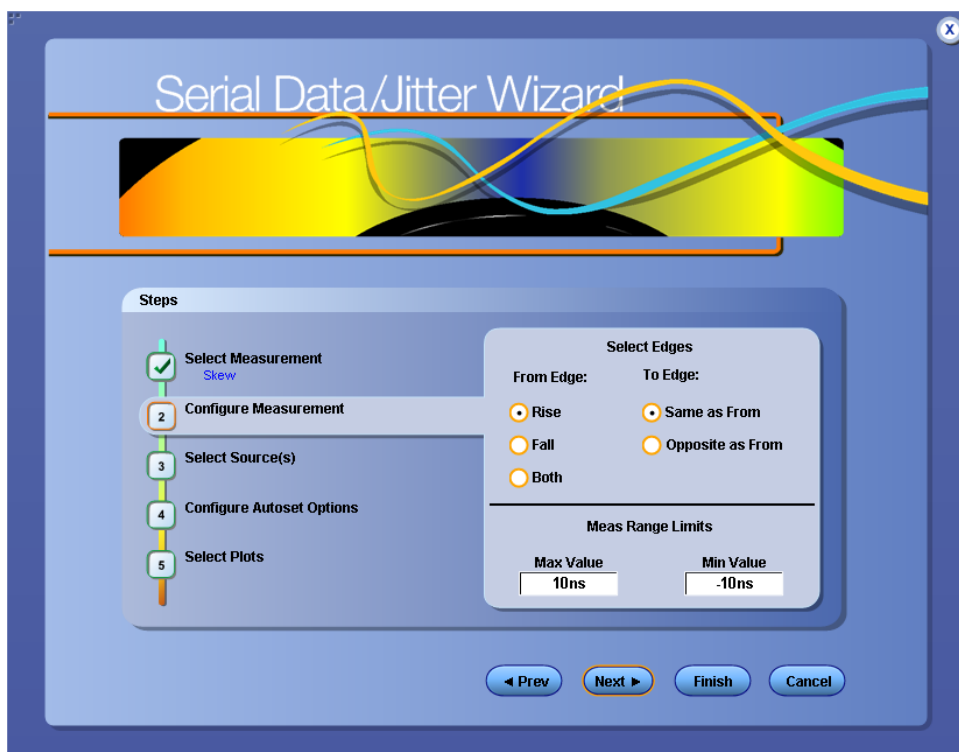 X
Serial Data/Jitter Wizard
Steps
Select Measurement
Skew
2 Configure Measurement
3 Select Source(s)
4 Configure Autoset Options
5 Select Plots
Select Edges
From Edge: To Edge:
Rise Same as From
Fall Opposite as From
Both
Meas Range Limits
Max Value Min Value
10ns -10ns
◄ Prev Next ► Finish Cancel